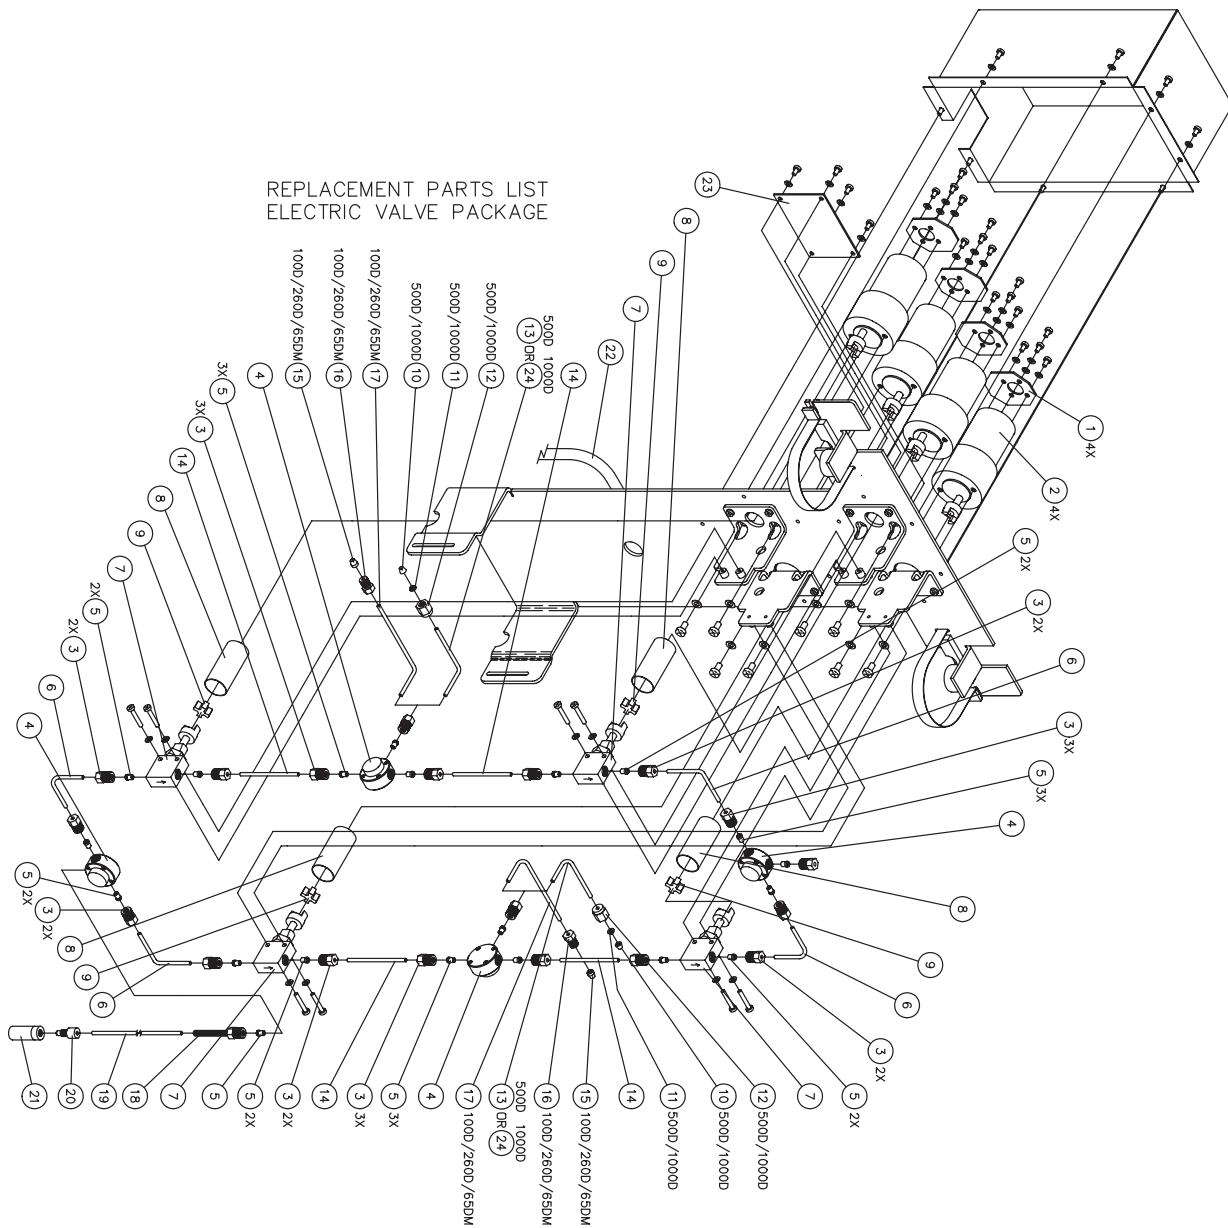 REPLACEMENT PARTS LIST
ELECTRIC VALVE PACKAGE
23
8
9
7
22
14
500D 1000D
13 OR 24
500D/1000D 12
500D/1000D 11
500D/1000D 10
100D/260D/65DM 17
100D/260D/65DM 16
100D/260D/65DM 15
4
3X 5
3X 3
14
8
9
7
2X 5
2X 3
6
4
1 4X
2 4X
5 2X
3 2X
6
3 3X
5 3X
4
8
9
6
3 2X
5 2X
7
12 500D/1000D
10 500D/1000D
11 500D/1000D
14
15 100D/260D/65DM
16 100D/260D/65DM
500D 1000D
13 OR 24
17 100D/260D/65DM
4
5 3X
3 3X
14
3 2X
5 2X
5
7
18
19
20
21
5 2X
3 2X
8
9
6